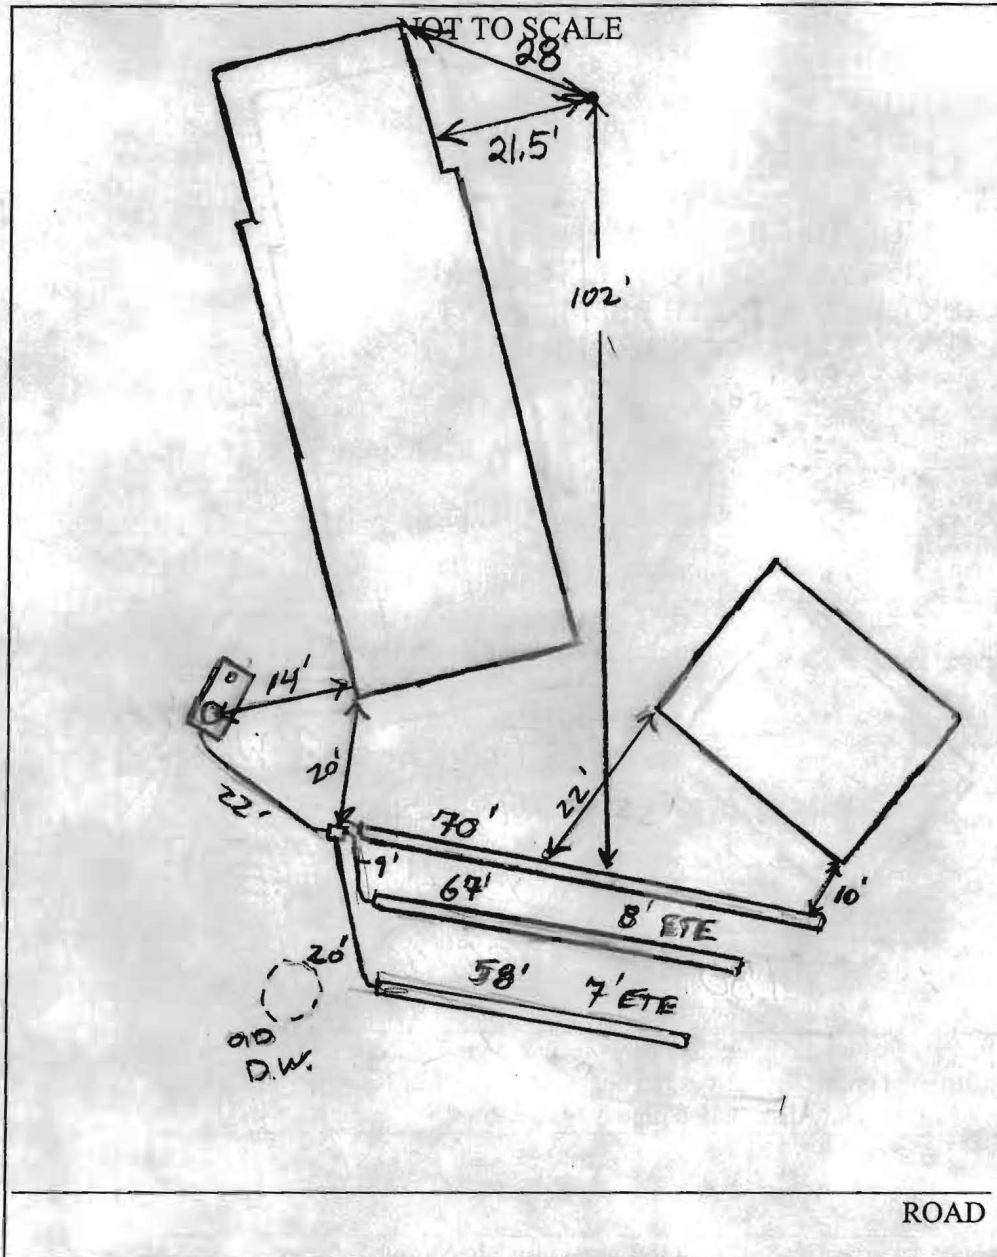 NOT TO SCALE
28
21.5'
102'
14'
20'
22'
22'
70'
9'
67'
8' ETE
10'
20'
58'
7' ETE
D.W.
ROAD